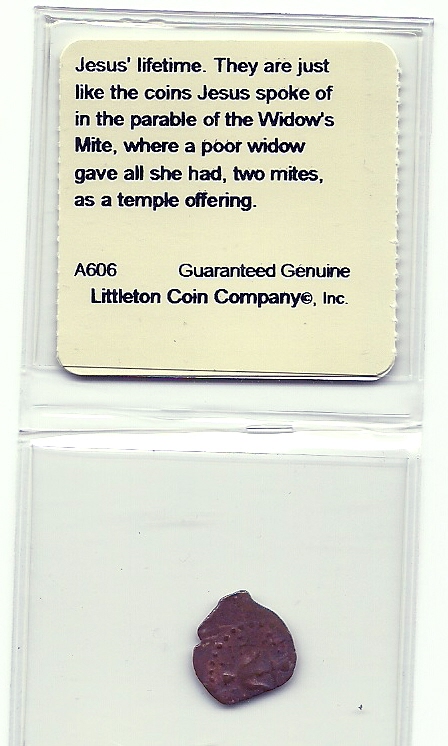 Jesus' lifetime. They are just
like the coins Jesus spoke of
in the parable of the Widow's
Mite, where a poor widow
gave all she had, two mites,
as a temple offering.
A606 Guaranteed Genuine
Littleton Coin Company©, Inc.